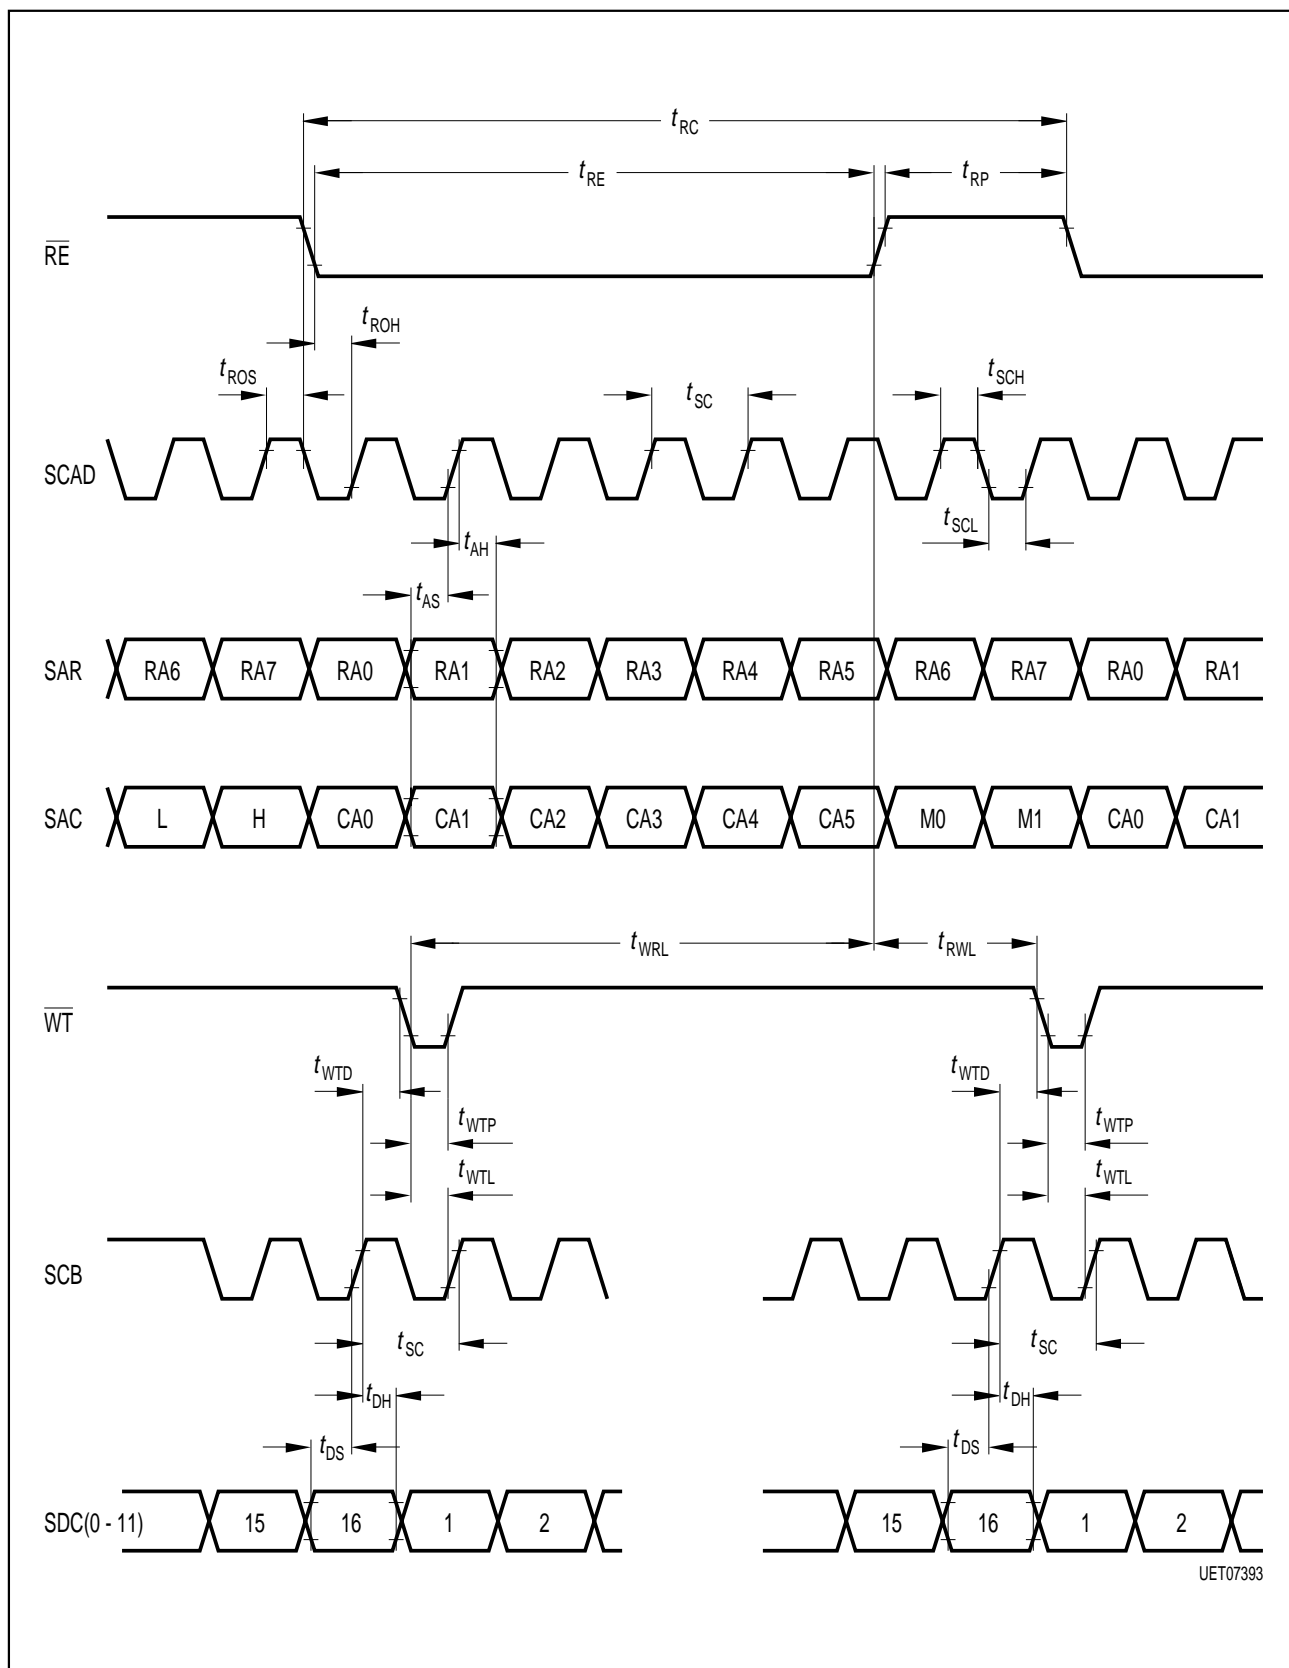 tRC
tRE
tRP
RE
tROH
tROS
tSC
tSCH
SCAD
tSCL
tAH
tAS
SAR RA6 RA7 RA0 RA1 RA2 RA3 RA4 RA5 RA6 RA7 RA0 RA1
SAC L H CA0 CA1 CA2 CA3 CA4 CA5 M0 M1 CA0 CA1
tWRL tRWL
WT
tWTD tWTD
tWTP tWTP
tWTL tWTL
SCB
tSC tSC
tDH tDH
tDS tDS
SDC(0 - 11) 15 16 1 2 15 16 1 2
UET07393